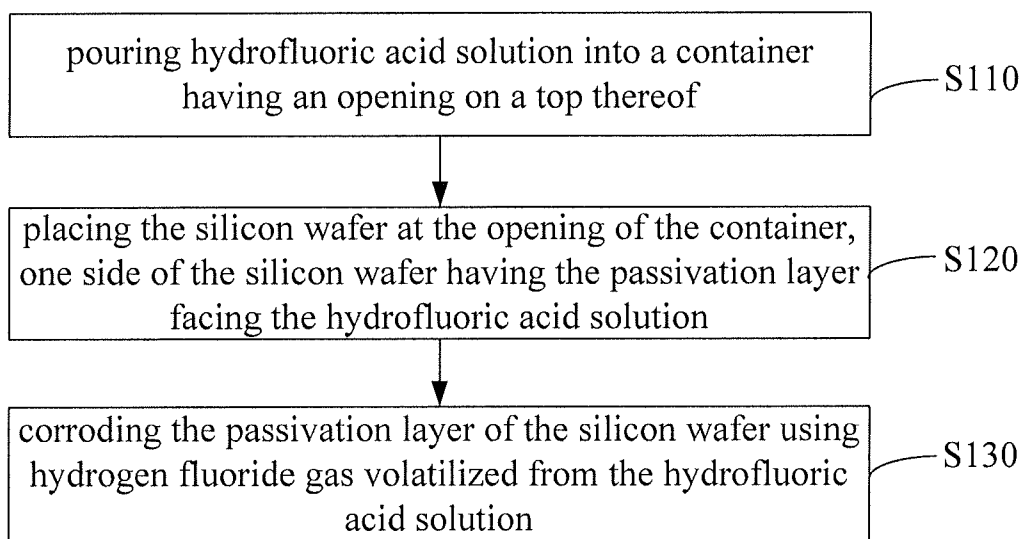 pouring hydrofluoric acid solution into a container
having an opening on a top thereof
S110
placing the silicon wafer at the opening of the container,
one side of the silicon wafer having the passivation layer
facing the hydrofluoric acid solution
S120
corroding the passivation layer of the silicon wafer using
hydrogen fluoride gas volatilized from the hydrofluoric
acid solution
S130